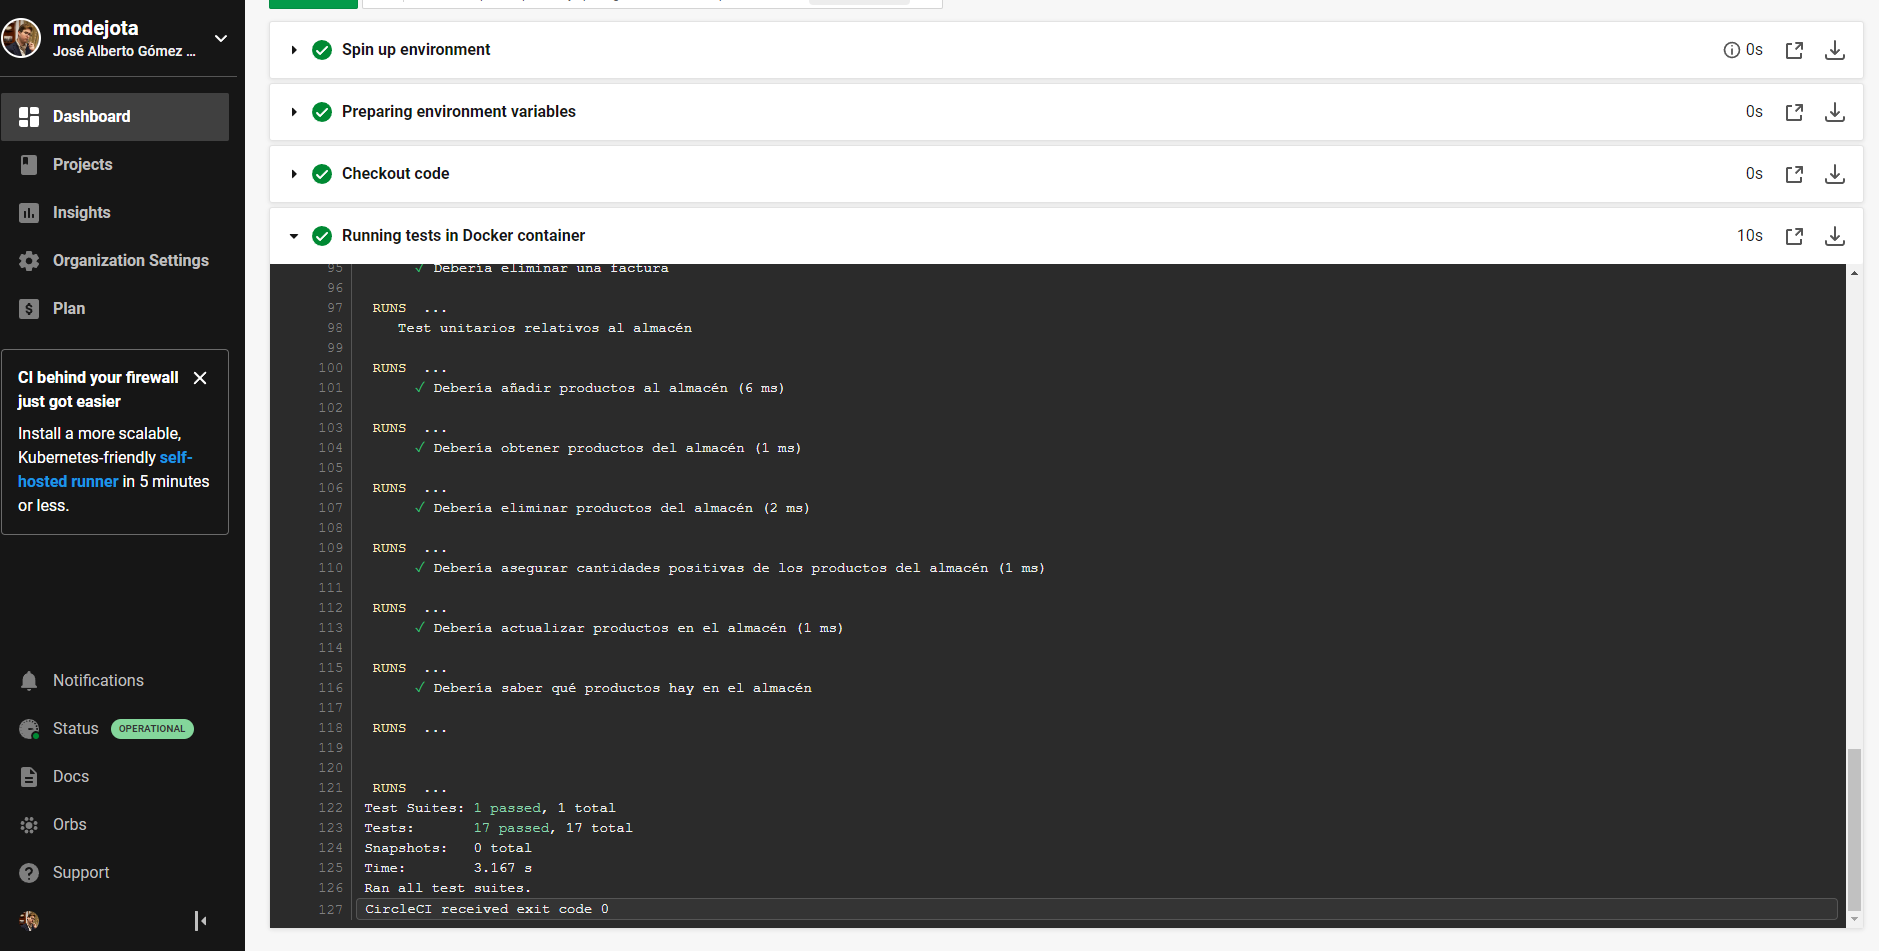 modejota
José Alberto Gómez ...
Dashboard
Projects
Insights
Organization Settings
Plan
CI behind your firewall
just got easier
Install a more scalable,
Kubernetes-friendly self-
hosted runner in 5 minutes
or less.
Notifications
Status OPERATIONAL
Docs
Orbs
Support
Spin up environment 0s
Preparing environment variables 0s
Checkout code 0s
Running tests in Docker container 10s
95 ✓ Debería eliminar una factura
96
97 RUNS ...
98 Test unitarios relativos al almacén
99
100 RUNS ...
101 ✓ Debería añadir productos al almacén (6 ms)
102
103 RUNS ...
104 ✓ Debería obtener productos del almacén (1 ms)
105
106 RUNS ...
107 ✓ Debería eliminar productos del almacén (2 ms)
108
109 RUNS ...
110 ✓ Debería asegurar cantidades positivas de los productos del almacén (1 ms)
111
112 RUNS ...
113 ✓ Debería actualizar productos en el almacén (1 ms)
114
115 RUNS ...
116 ✓ Debería saber qué productos hay en el almacén
117
118 RUNS ...
119
120
121 RUNS ...
122 Test Suites: 1 passed, 1 total
123 Tests: 17 passed, 17 total
124 Snapshots: 0 total
125 Time: 3.167 s
126 Ran all test suites.
127 CircleCI received exit code 0